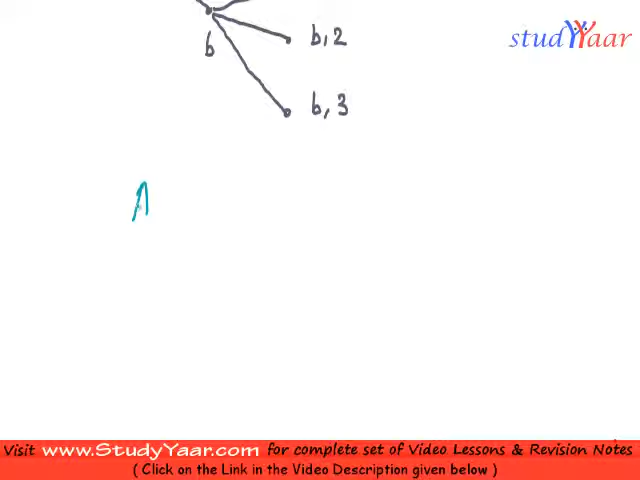 studYYaar
b, 2
b
b, 3
Visit www.StudyYaar.com for complete set of Video Lessons & Revision Notes
( Click on the Link in the Video Description given below )